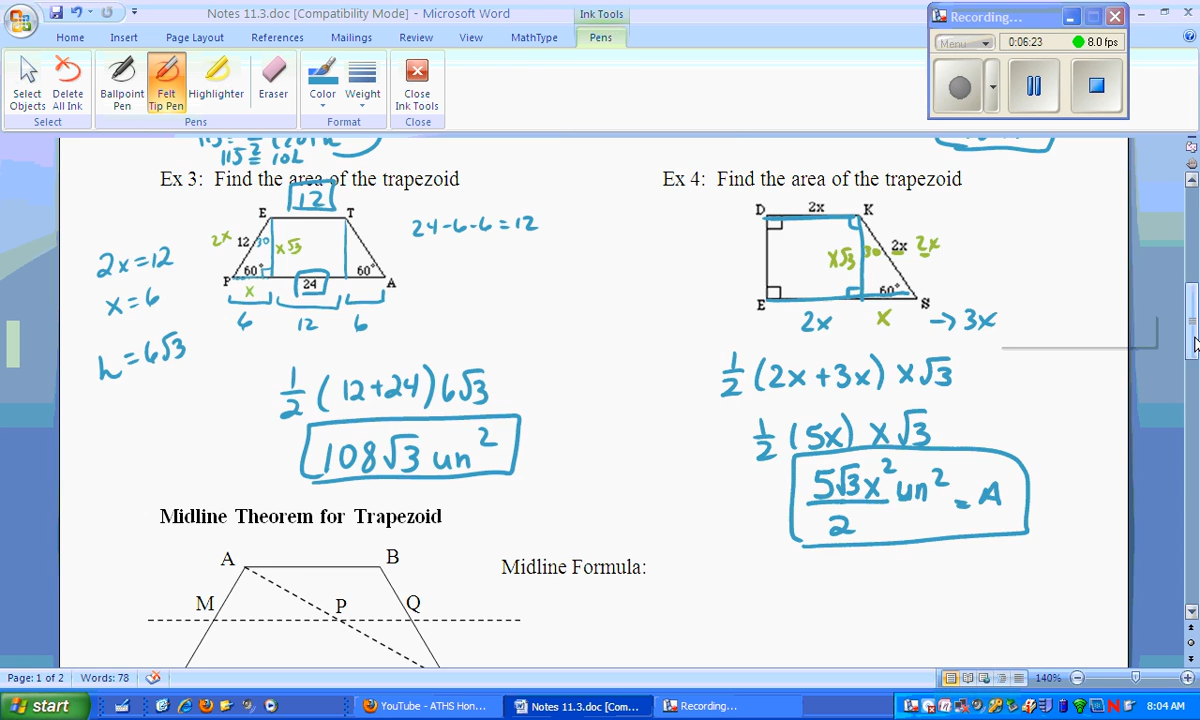 Notes 11.3.doc [Compatibility Mode] - Microsoft Word
Ink Tools
Recording...
Home Insert Page Layout References Mailings Review View MathType Pens
Menu 0:06:23 8.0 fps
Select Objects
Delete All Ink
Ballpoint Pen
Felt Tip Pen
Highlighter
Eraser
Color
Weight
Close Ink Tools
Select Pens Format Close
Ex 3: Find the area of the trapezoid
12
E T
24-6-6=12
2x 12 30 x√3
P 60° 60° A
x 24
6 12 6
2x=12
x=6
h=6√3
1/2 (12+24) 6√3
108√3 un²
Ex 4: Find the area of the trapezoid
D 2x K
x√3 30 2x 2x
E 60° S
2x x → 3x
1/2 (2x+3x) x√3
1/2 (5x) x√3
5√3x²/2 un² = A
Midline Theorem for Trapezoid
A B
Midline Formula:
M P Q
Page: 1 of 2 Words: 78 140%
start YouTube - ATHS Hon... Notes 11.3.doc [Com... Recording... 8:04 AM